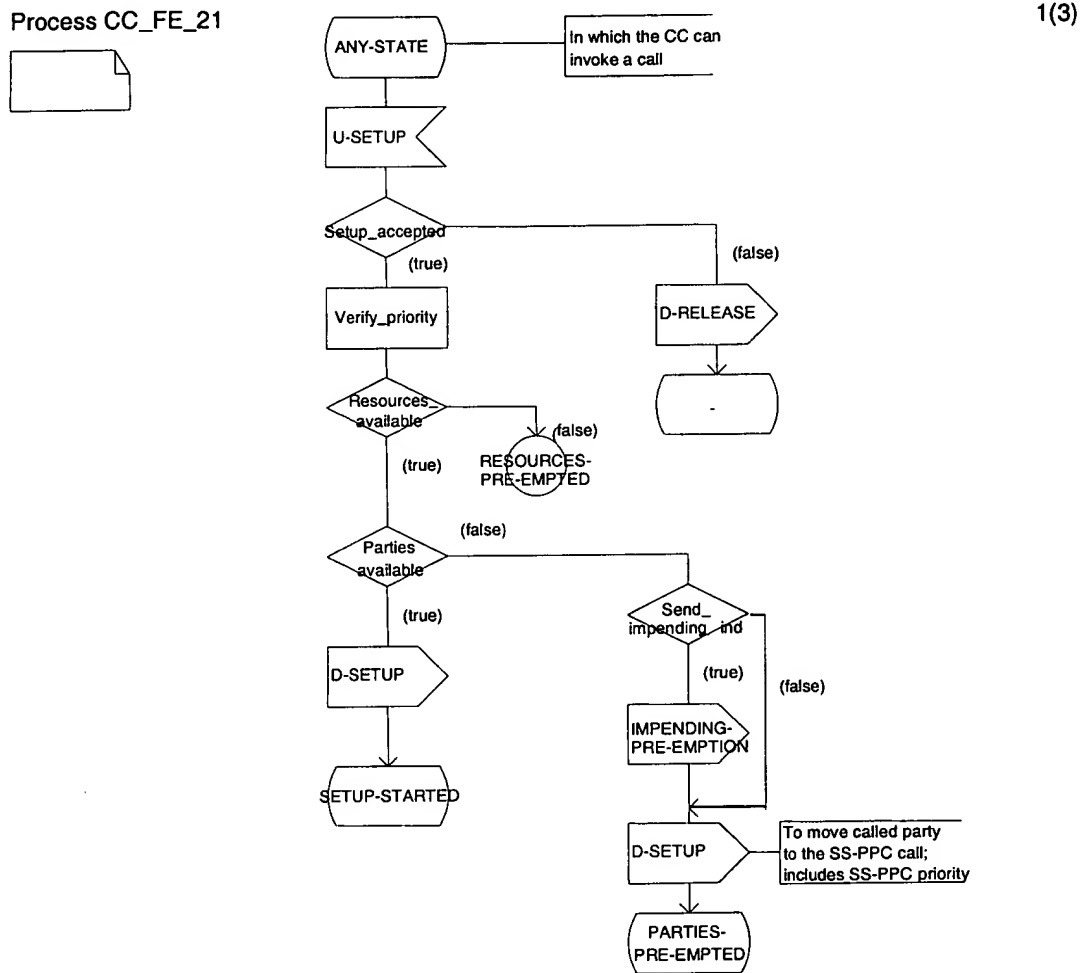 Process CC_FE_21
1(3)
ANY-STATE
In which the CC can
invoke a call
U-SETUP
Setup_accepted
(true)
(false)
Verify_priority
D-RELEASE
-
Resources_
available
(false)
(true)
RESOURCES-
PRE-EMPTED
Parties
available
(false)
(true)
Send_
impending_ind
(true)
(false)
D-SETUP
IMPENDING-
PRE-EMPTION
SETUP-STARTED
D-SETUP
To move called party
to the SS-PPC call;
includes SS-PPC priority
PARTIES-
PRE-EMPTED